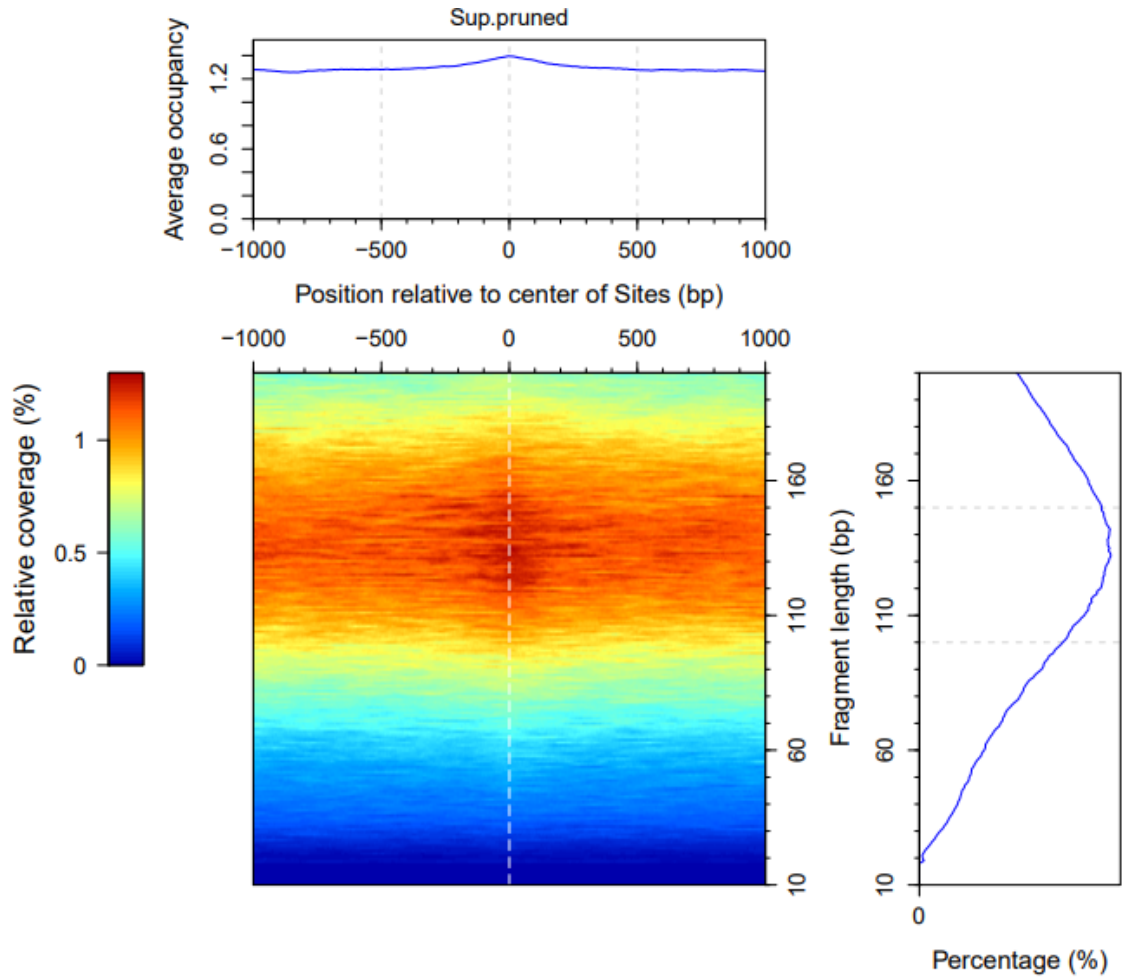 Sup.pruned
Average occupancy
0.0 0.6 1.2
−1000 −500 0 500 1000
Position relative to center of Sites (bp)
−1000 −500 0 500 1000
Relative coverage (%)
0 0.5 1
10 60 110 160
Fragment length (bp)
10 60 110 160
0
Percentage (%)